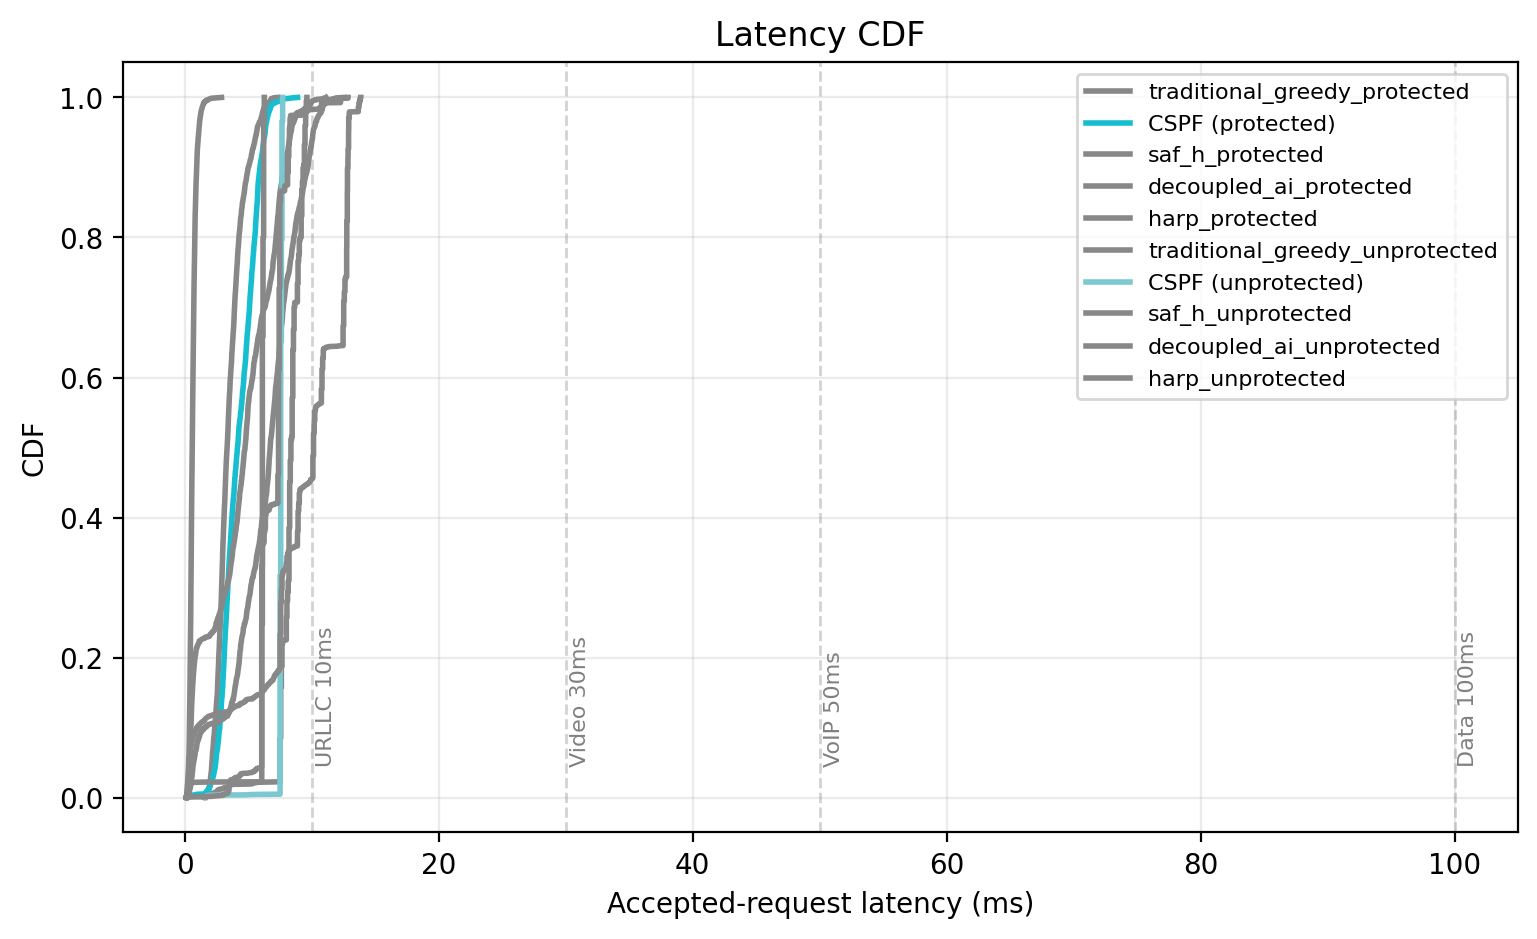 Latency CDF
1.0
0.8
0.6
0.4
0.2
0.0
CDF
traditional_greedy_protected
CSPF (protected)
saf_h_protected
decoupled_ai_protected
harp_protected
traditional_greedy_unprotected
CSPF (unprotected)
saf_h_unprotected
decoupled_ai_unprotected
harp_unprotected
URLLC 10ms
Video 30ms
VoIP 50ms
Data 100ms
0
20
40
60
80
100
Accepted-request latency (ms)